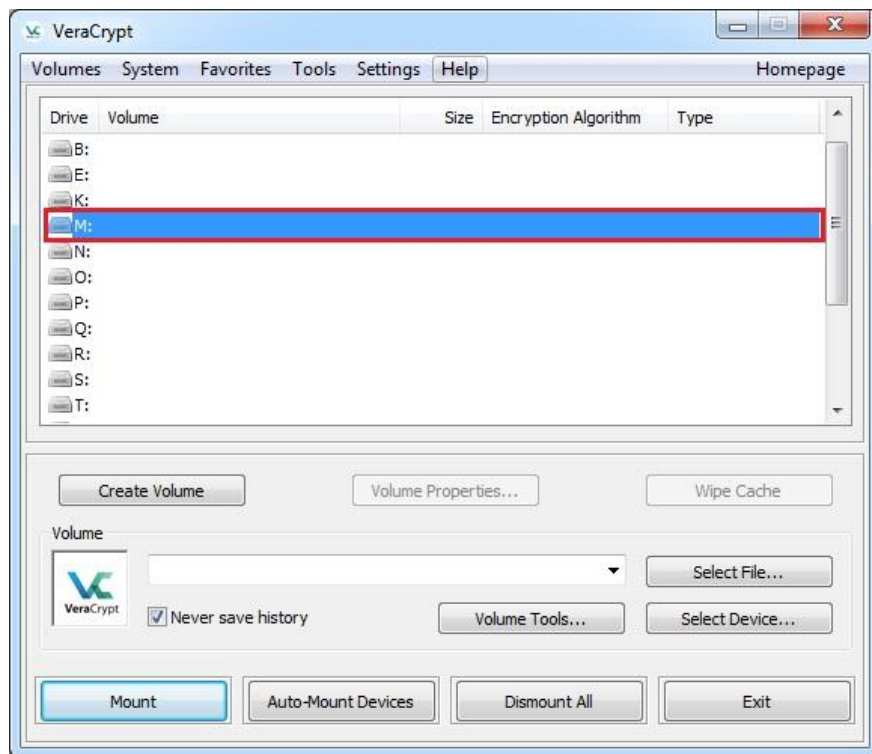 VeraCrypt
Volumes System Favorites Tools Settings Help Homepage
Drive Volume Size Encryption Algorithm Type
B:
E:
K:
M:
N:
O:
P:
Q:
R:
S:
T:
Create Volume Volume Properties... Wipe Cache
Volume
VeraCrypt
Select File...
Never save history Volume Tools... Select Device...
Mount Auto-Mount Devices Dismount All Exit